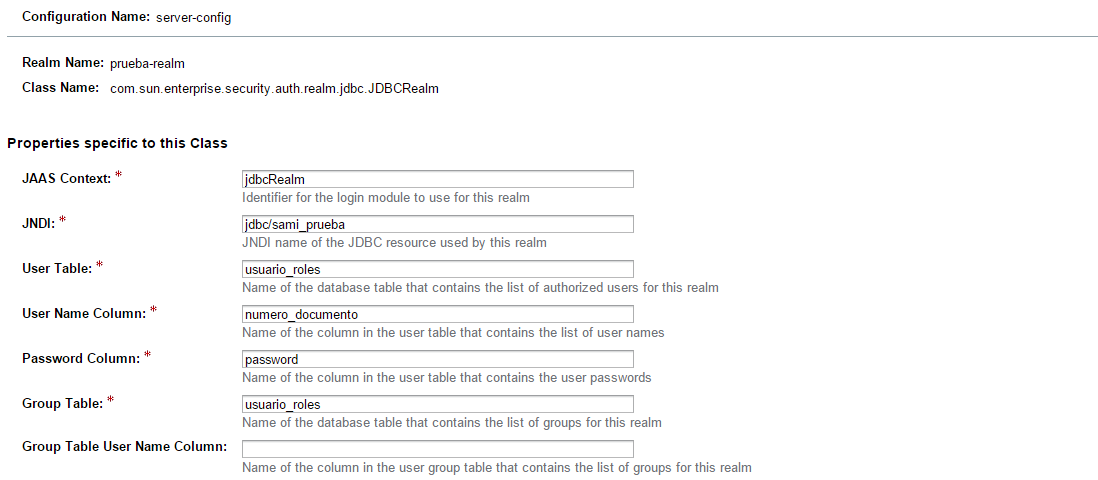 Configuration Name: server-config
Realm Name: prueba-realm
Class Name: com.sun.enterprise.security.auth.realm.jdbc.JDBCRealm
Properties specific to this Class
JAAS Context: * jdbcRealm
Identifier for the login module to use for this realm
JNDI: * jdbc/sami_prueba
JNDI name of the JDBC resource used by this realm
User Table: * usuario_roles
Name of the database table that contains the list of authorized users for this realm
User Name Column: * numero_documento
Name of the column in the user table that contains the list of user names
Password Column: * password
Name of the column in the user table that contains the user passwords
Group Table: * usuario_roles
Name of the database table that contains the list of groups for this realm
Group Table User Name Column:
Name of the column in the user group table that contains the list of groups for this realm